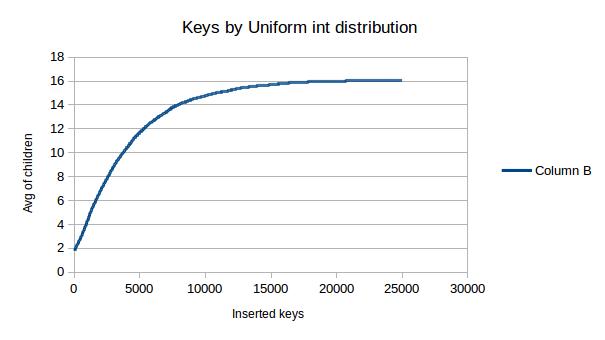 Keys by Uniform int distribution
18
16
14
12
10
8
6
4
2
0
Avg of children
0 5000 10000 15000 20000 25000 30000
Inserted keys
Column B